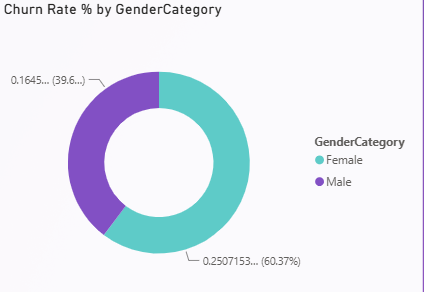 Churn Rate % by GenderCategory
0.1645... (39.6...)
GenderCategory
Female
Male
0.2507153... (60.37%)